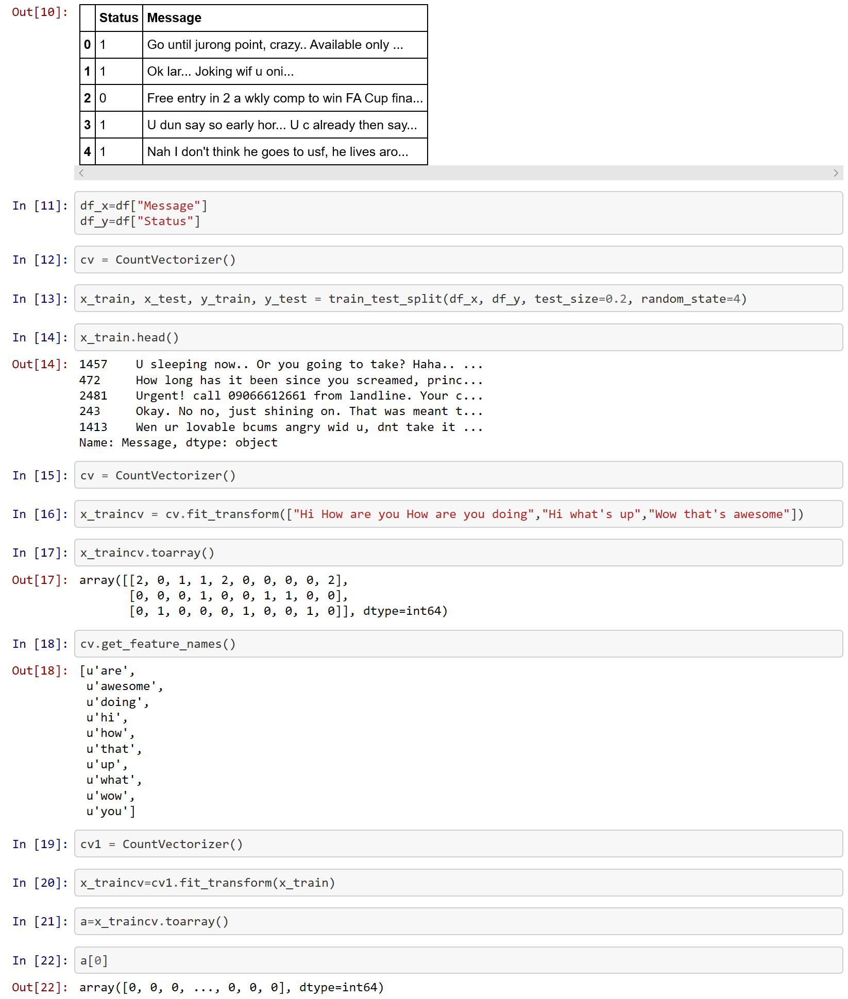 Out[10]:
Status Message
0 1 Go until jurong point, crazy.. Available only ...
1 1 Ok lar... Joking wif u oni...
2 0 Free entry in 2 a wkly comp to win FA Cup fina...
3 1 U dun say so early hor... U c already then say...
4 1 Nah I don't think he goes to usf, he lives aro...
In [11]: df_x=df["Message"]
df_y=df["Status"]
In [12]: cv = CountVectorizer()
In [13]: x_train, x_test, y_train, y_test = train_test_split(df_x, df_y, test_size=0.2, random_state=4)
In [14]: x_train.head()
Out[14]: 1457    U sleeping now.. Or you going to take? Haha.. ...
472     How long has it been since you screamed, princ...
2481    Urgent! call 09066612661 from landline. Your c...
243     Okay. No no, just shining on. That was meant t...
1413    Wen ur lovable bcums angry wid u, dnt take it ...
Name: Message, dtype: object
In [15]: cv = CountVectorizer()
In [16]: x_traincv = cv.fit_transform(["Hi How are you How are you doing","Hi what's up","Wow that's awesome"])
In [17]: x_traincv.toarray()
Out[17]: array([[2, 0, 1, 1, 2, 0, 0, 0, 0, 2],
[0, 0, 0, 1, 0, 0, 1, 1, 0, 0],
[0, 1, 0, 0, 0, 1, 0, 0, 1, 0]], dtype=int64)
In [18]: cv.get_feature_names()
Out[18]: [u'are',
u'awesome',
u'doing',
u'hi',
u'how',
u'that',
u'up',
u'what',
u'wow',
u'you']
In [19]: cv1 = CountVectorizer()
In [20]: x_traincv=cv1.fit_transform(x_train)
In [21]: a=x_traincv.toarray()
In [22]: a[0]
Out[22]: array([0, 0, 0, ..., 0, 0, 0], dtype=int64)